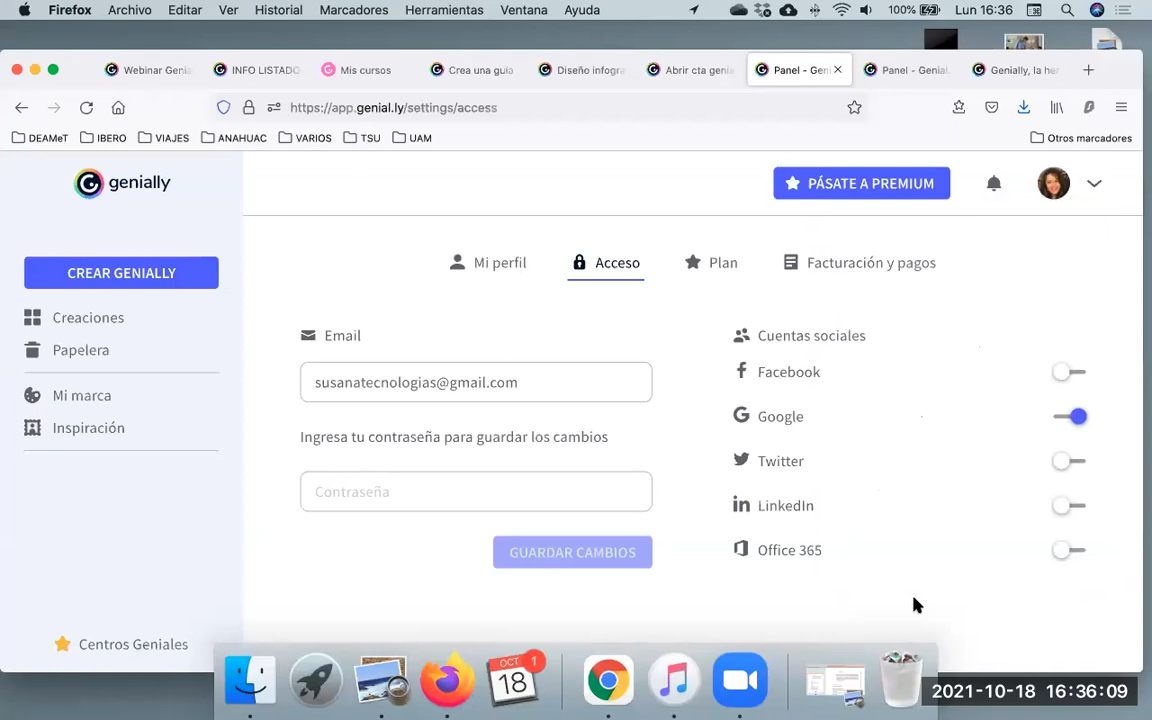 Firefox Archivo Editar Ver Historial Marcadores Herramientas Ventana Ayuda 100% Lun 16:36
Webinar Genia INFO LISTADO Mis cursos Crea una guía Diseño infogra Abrir cta genia Panel - Geni Panel - Genial. Genially, la her
https://app.genial.ly/settings/access
DEAMeT IBERO VIAJES ANAHUAC VARIOS TSU UAM Otros marcadores
genially
PÁSATE A PREMIUM
CREAR GENIALLY
Creaciones
Papelera
Mi marca
Inspiración
Centros Geniales
Mi perfil Acceso Plan Facturación y pagos
Email
susanatecnologias@gmail.com
Ingresa tu contraseña para guardar los cambios
Contraseña
GUARDAR CAMBIOS
Cuentas sociales
Facebook
Google
Twitter
LinkedIn
Office 365
OCT 1
18
2021-10-18 16:36:09